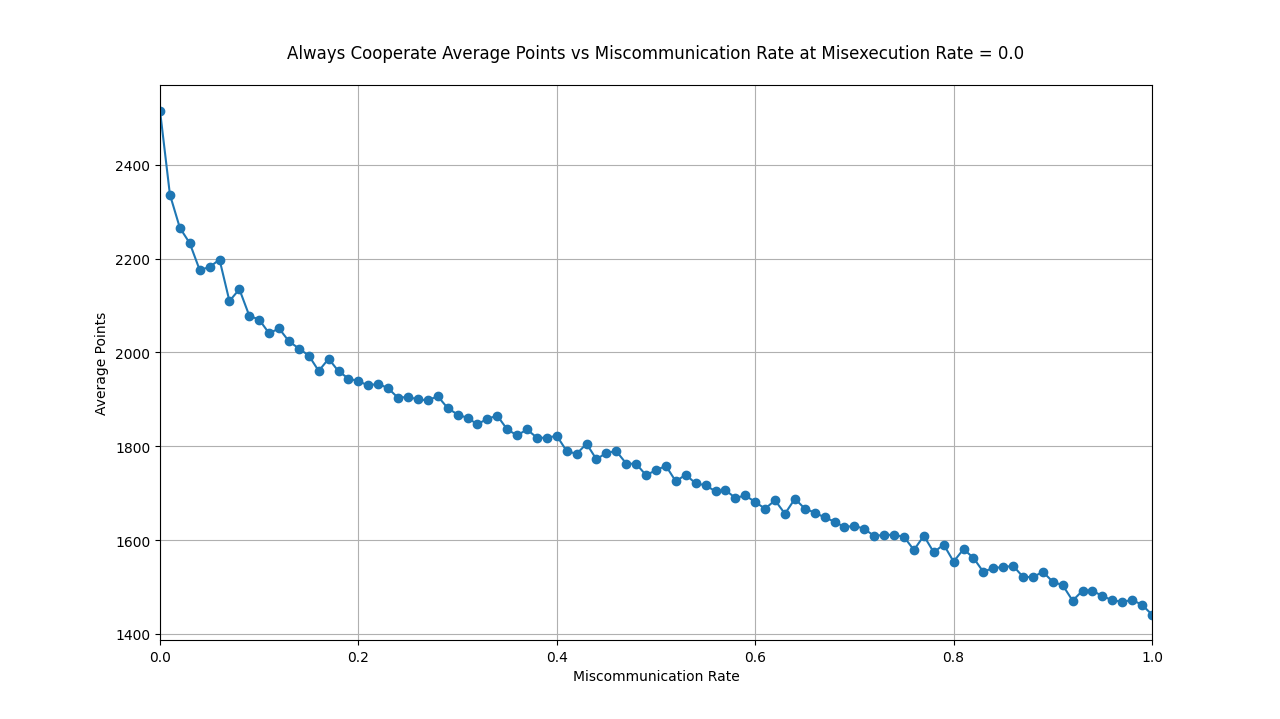 Always Cooperate Average Points vs Miscommunication Rate at Misexecution Rate = 0.0
2400
2200
2000
1800
1600
1400
Average Points
0.0 0.2 0.4 0.6 0.8 1.0
Miscommunication Rate